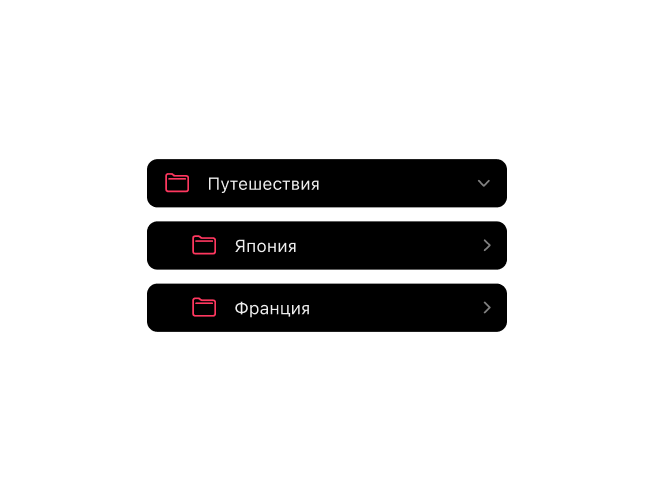 Путешествия
Япония
Франция